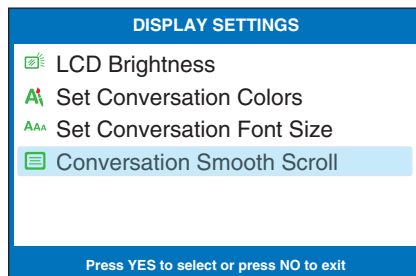 DISPLAY SETTINGS
LCD Brightness
Set Conversation Colors
Set Conversation Font Size
Conversation Smooth Scroll
Press YES to select or press NO to exit